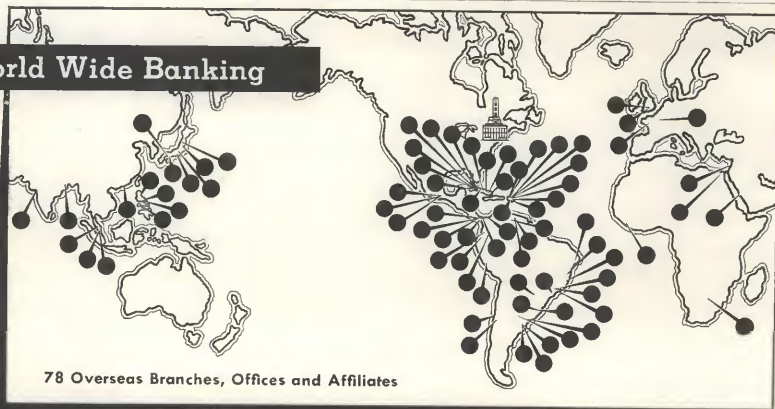 orld Wide Banking
78 Overseas Branches, Offices and Affiliates